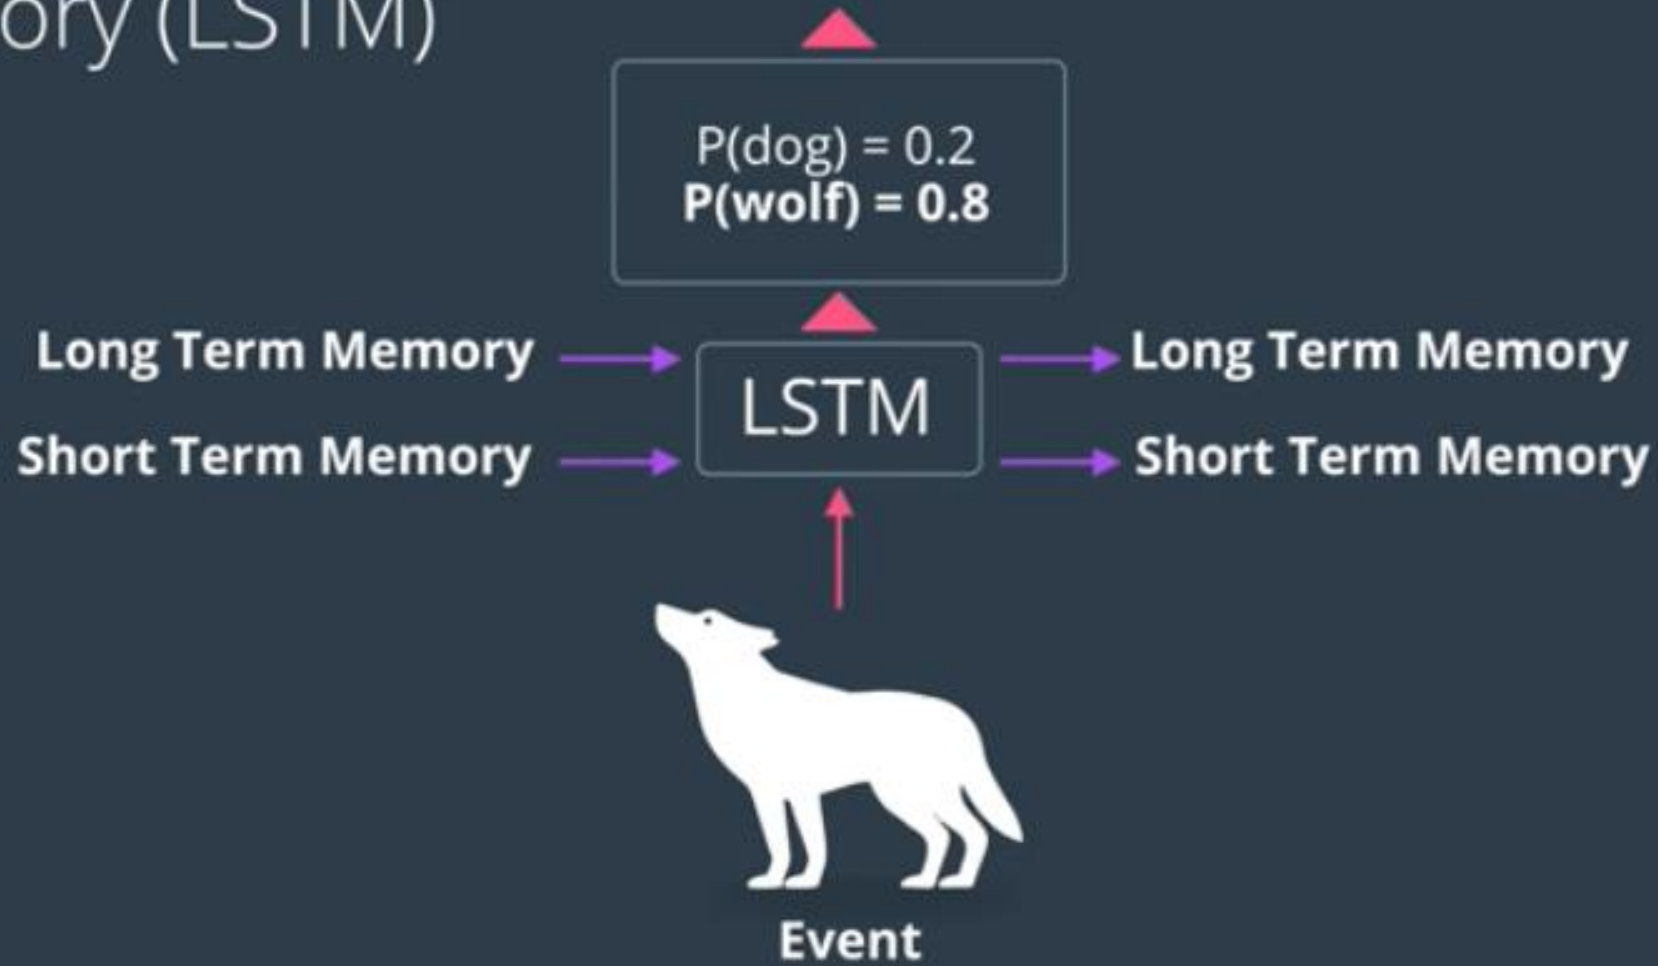 ory (LSTM)
P(dog) = 0.2
P(wolf) = 0.8
Long Term Memory
Long Term Memory
LSTM
Short Term Memory
Short Term Memory
Event